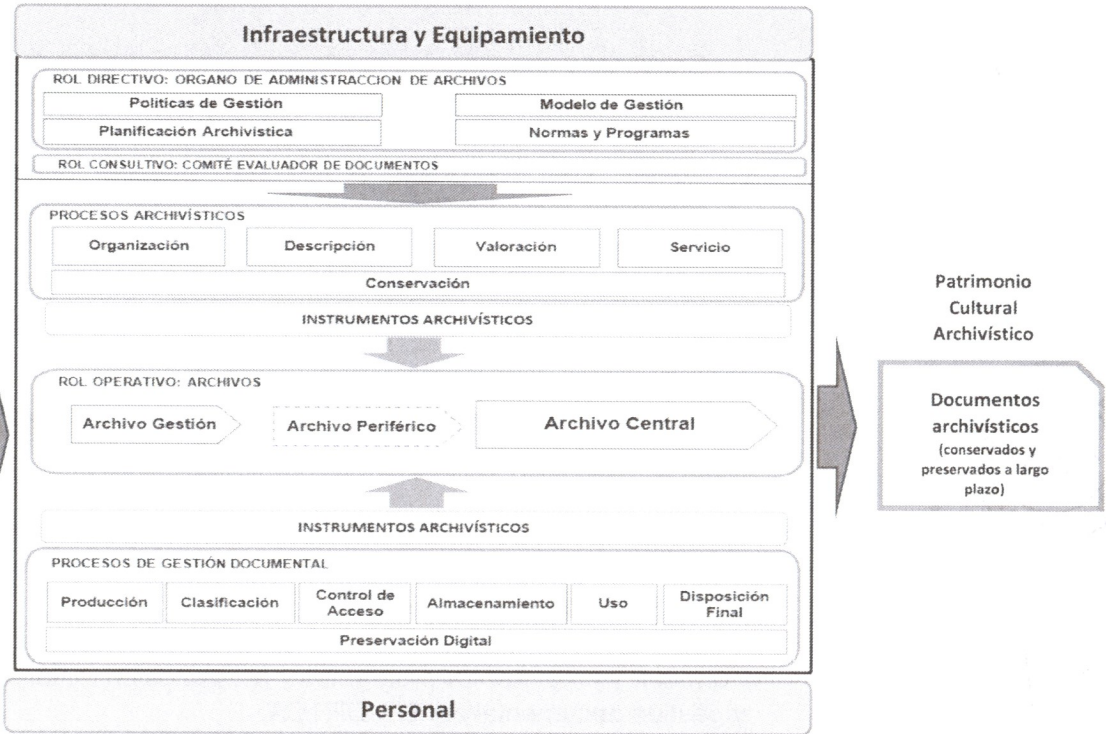 Infraestructura y Equipamiento
ROL DIRECTIVO: ORGANO DE ADMINISTRACCION DE ARCHIVOS
Políticas de Gestión
Modelo de Gestión
Planificación Archivística
Normas y Programas
ROL CONSULTIVO: COMITÉ EVALUADOR DE DOCUMENTOS
PROCESOS ARCHIVÍSTICOS
Organización
Descripción
Valoración
Servicio
Conservación
INSTRUMENTOS ARCHIVÍSTICOS
ROL OPERATIVO: ARCHIVOS
Archivo Gestión
Archivo Periférico
Archivo Central
INSTRUMENTOS ARCHIVÍSTICOS
PROCESOS DE GESTIÓN DOCUMENTAL
Producción
Clasificación
Control de
Acceso
Almacenamiento
Uso
Disposición
Final
Preservación Digital
Personal
Patrimonio
Cultural
Archivístico
Documentos
archivísticos
(conservados y
preservados a largo
plazo)